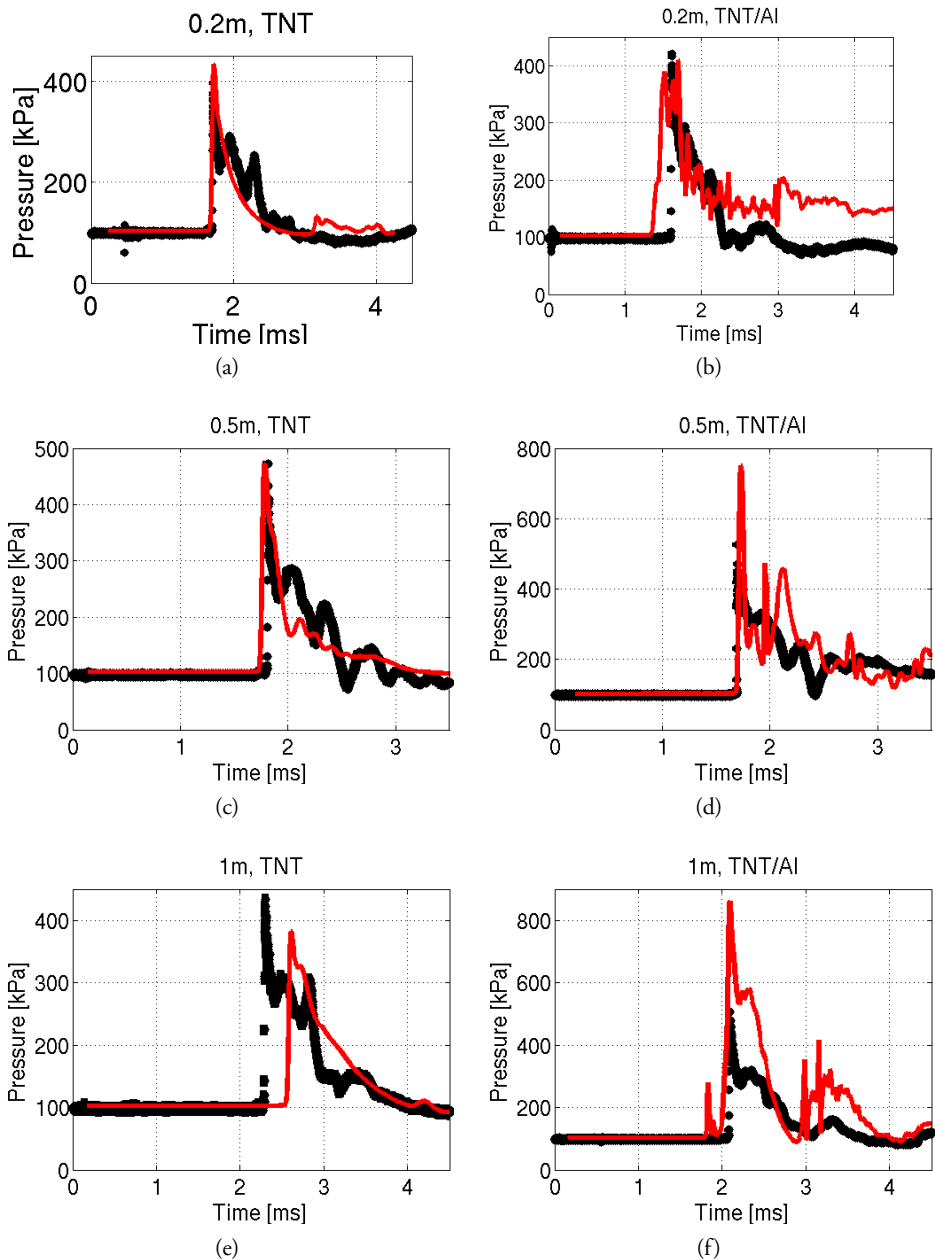 0.2m, TNT
Pressure [kPa]
400
200
0
0 2 4
Time [ms]
(a)
0.2m, TNT/Al
Pressure [kPa]
400
300
200
100
0
0 1 2 3 4
Time [ms]
(b)
0.5m, TNT
Pressure [kPa]
500
400
300
200
100
0
0 1 2 3
Time [ms]
(c)
0.5m, TNT/Al
Pressure [kPa]
800
600
400
200
0
0 1 2 3
Time [ms]
(d)
1m, TNT
Pressure [kPa]
400
300
200
100
0
0 1 2 3 4
Time [ms]
(e)
1m, TNT/Al
Pressure [kPa]
800
600
400
200
0
0 1 2 3 4
Time [ms]
(f)